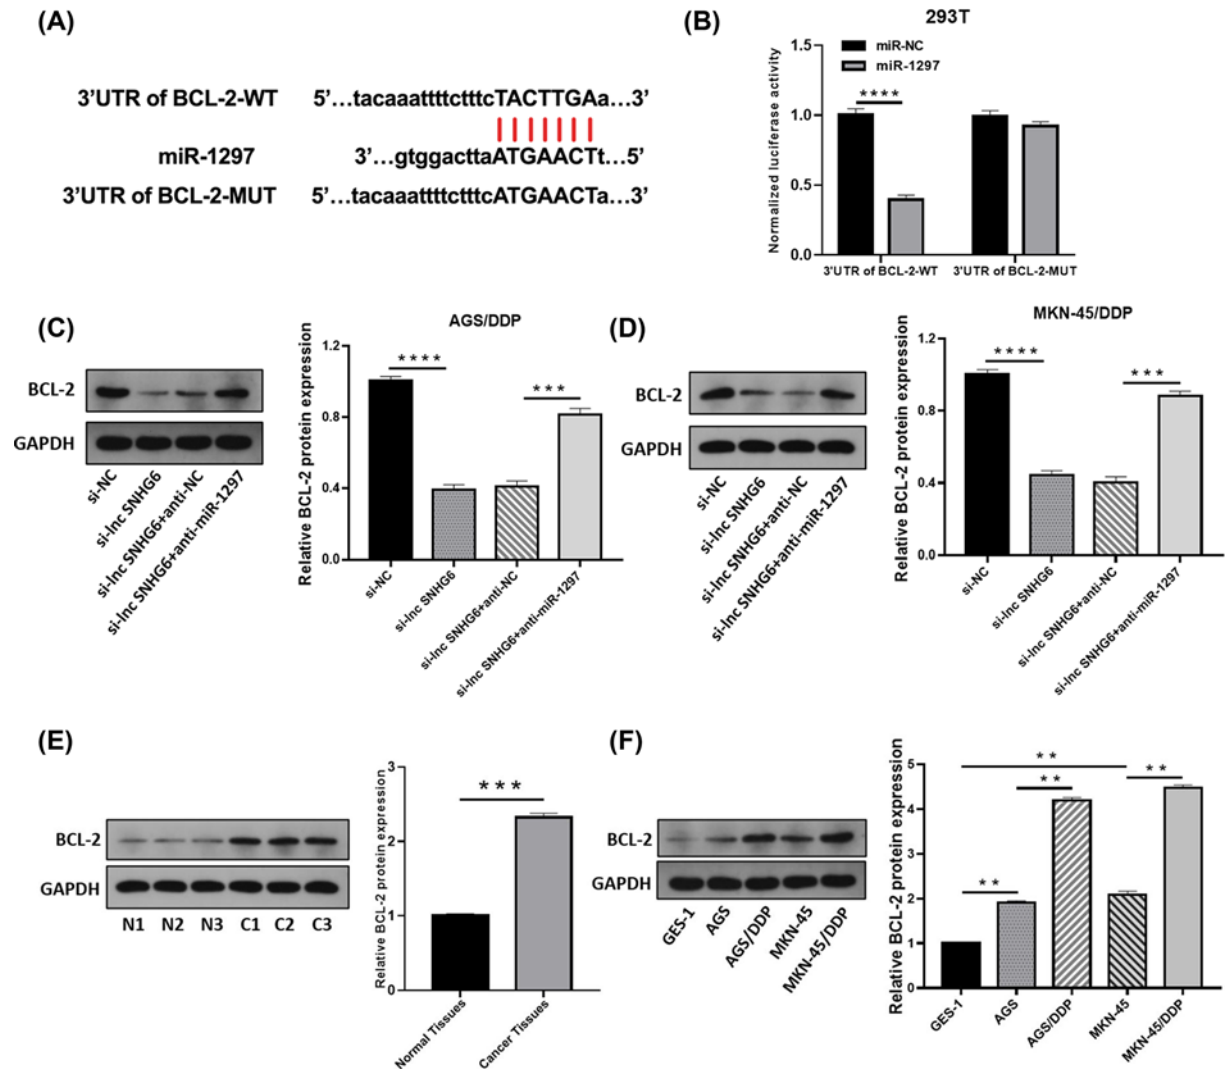 (A)
3'UTR of BCL-2-WT 5'...tacaaattttctttcTACTTGAa...3'
miR-1297 3'...gtggacttaATGAACTt...5'
3'UTR of BCL-2-MUT 5'...tacaaattttctttcATGAACTa...3'
(B)
293T
miR-NC
miR-1297
Normalized luciferase activity
1.5
1.0
0.5
0.0
****
3'UTR of BCL-2-WT 3'UTR of BCL-2-MUT
(C)
BCL-2
GAPDH
si-NC
si-lnc SNHG6
si-lnc SNHG6+anti-NC
si-lnc SNHG6+anti-miR-1297
AGS/DDP
Relative BCL-2 protein expression
1.2
0.8
0.4
0.0
****
***
si-NC
si-lnc SNHG6
si-lnc SNHG6+anti-NC
si-lnc SNHG6+anti-miR-1297
(D)
BCL-2
GAPDH
si-NC
si-lnc SNHG6
si-lnc SNHG6+anti-NC
si-lnc SNHG6+anti-miR-1297
MKN-45/DDP
Relative BCL-2 protein expression
1.2
0.8
0.4
0.0
****
***
si-NC
si-lnc SNHG6
si-lnc SNHG6+anti-NC
si-lnc SNHG6+anti-miR-1297
(E)
BCL-2
GAPDH
N1 N2 N3 C1 C2 C3
Relative BCL-2 protein expression
3
2
1
0
***
Normal Tissues
Cancer Tissues
(F)
BCL-2
GAPDH
GES-1
AGS
AGS/DDP
MKN-45
MKN-45/DDP
Relative BCL-2 protein expression
5
4
3
2
1
0
**
**
**
**
GES-1
AGS
AGS/DDP
MKN-45
MKN-45/DDP